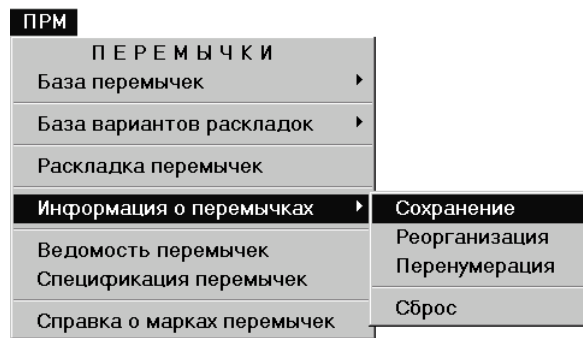 ПРМ
П Е Р Е М Ы Ч К И
База перемычек
База вариантов раскладок
Раскладка перемычек
Информация о перемычках
Сохранение
Реорганизация
Перенумерация
Сброс
Ведомость перемычек
Спецификация перемычек
Справка о марках перемычек